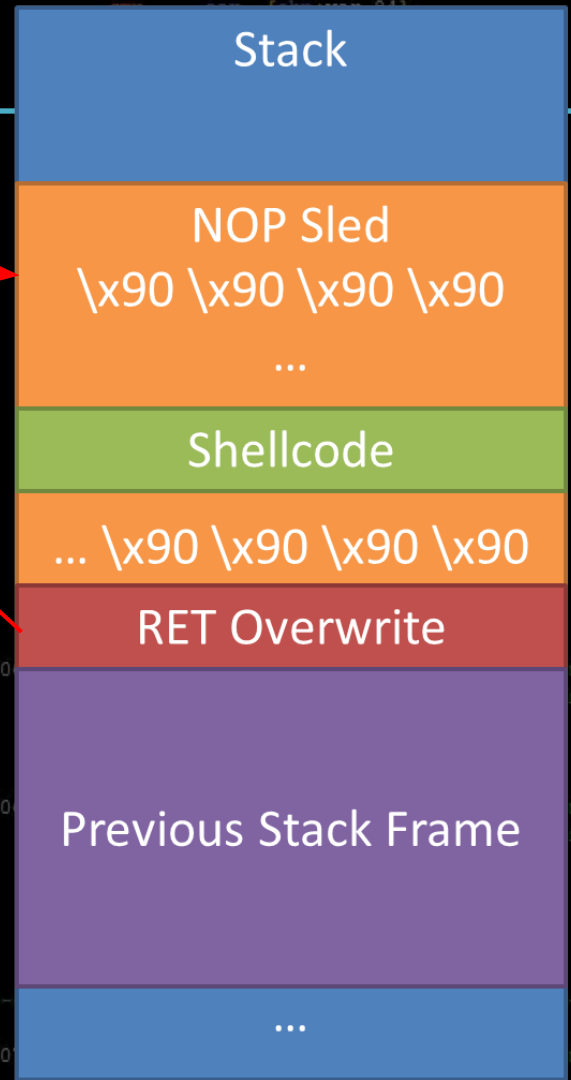 Stack
NOP Sled
\x90 \x90 \x90 \x90
...
Shellcode
... \x90 \x90 \x90 \x90
RET Overwrite
Previous Stack Frame
...